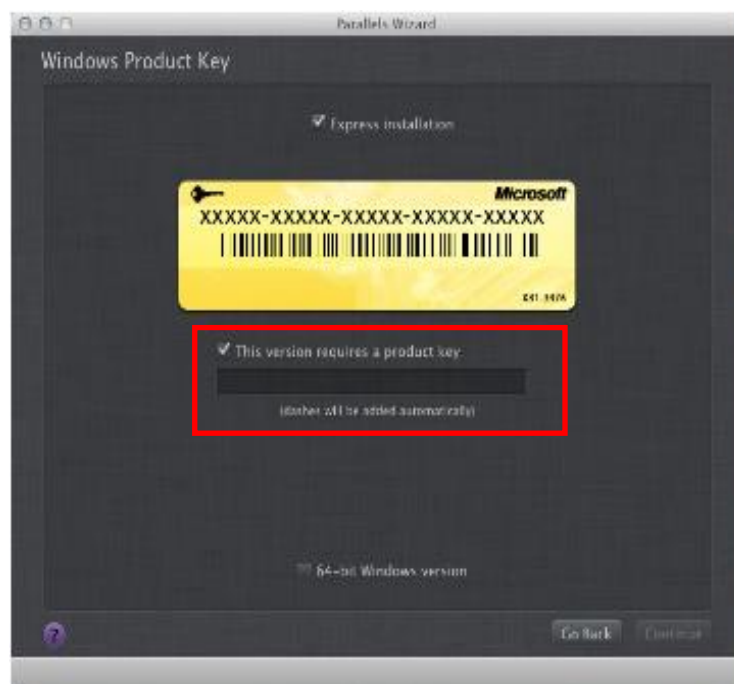 Parallels Wizard
Windows Product Key
Express installation
Microsoft
XXXXX-XXXXX-XXXXX-XXXXX-XXXXX
This version requires a product key
(dashes will be added automatically)
64-bit Windows version
?
Go Back
Continue